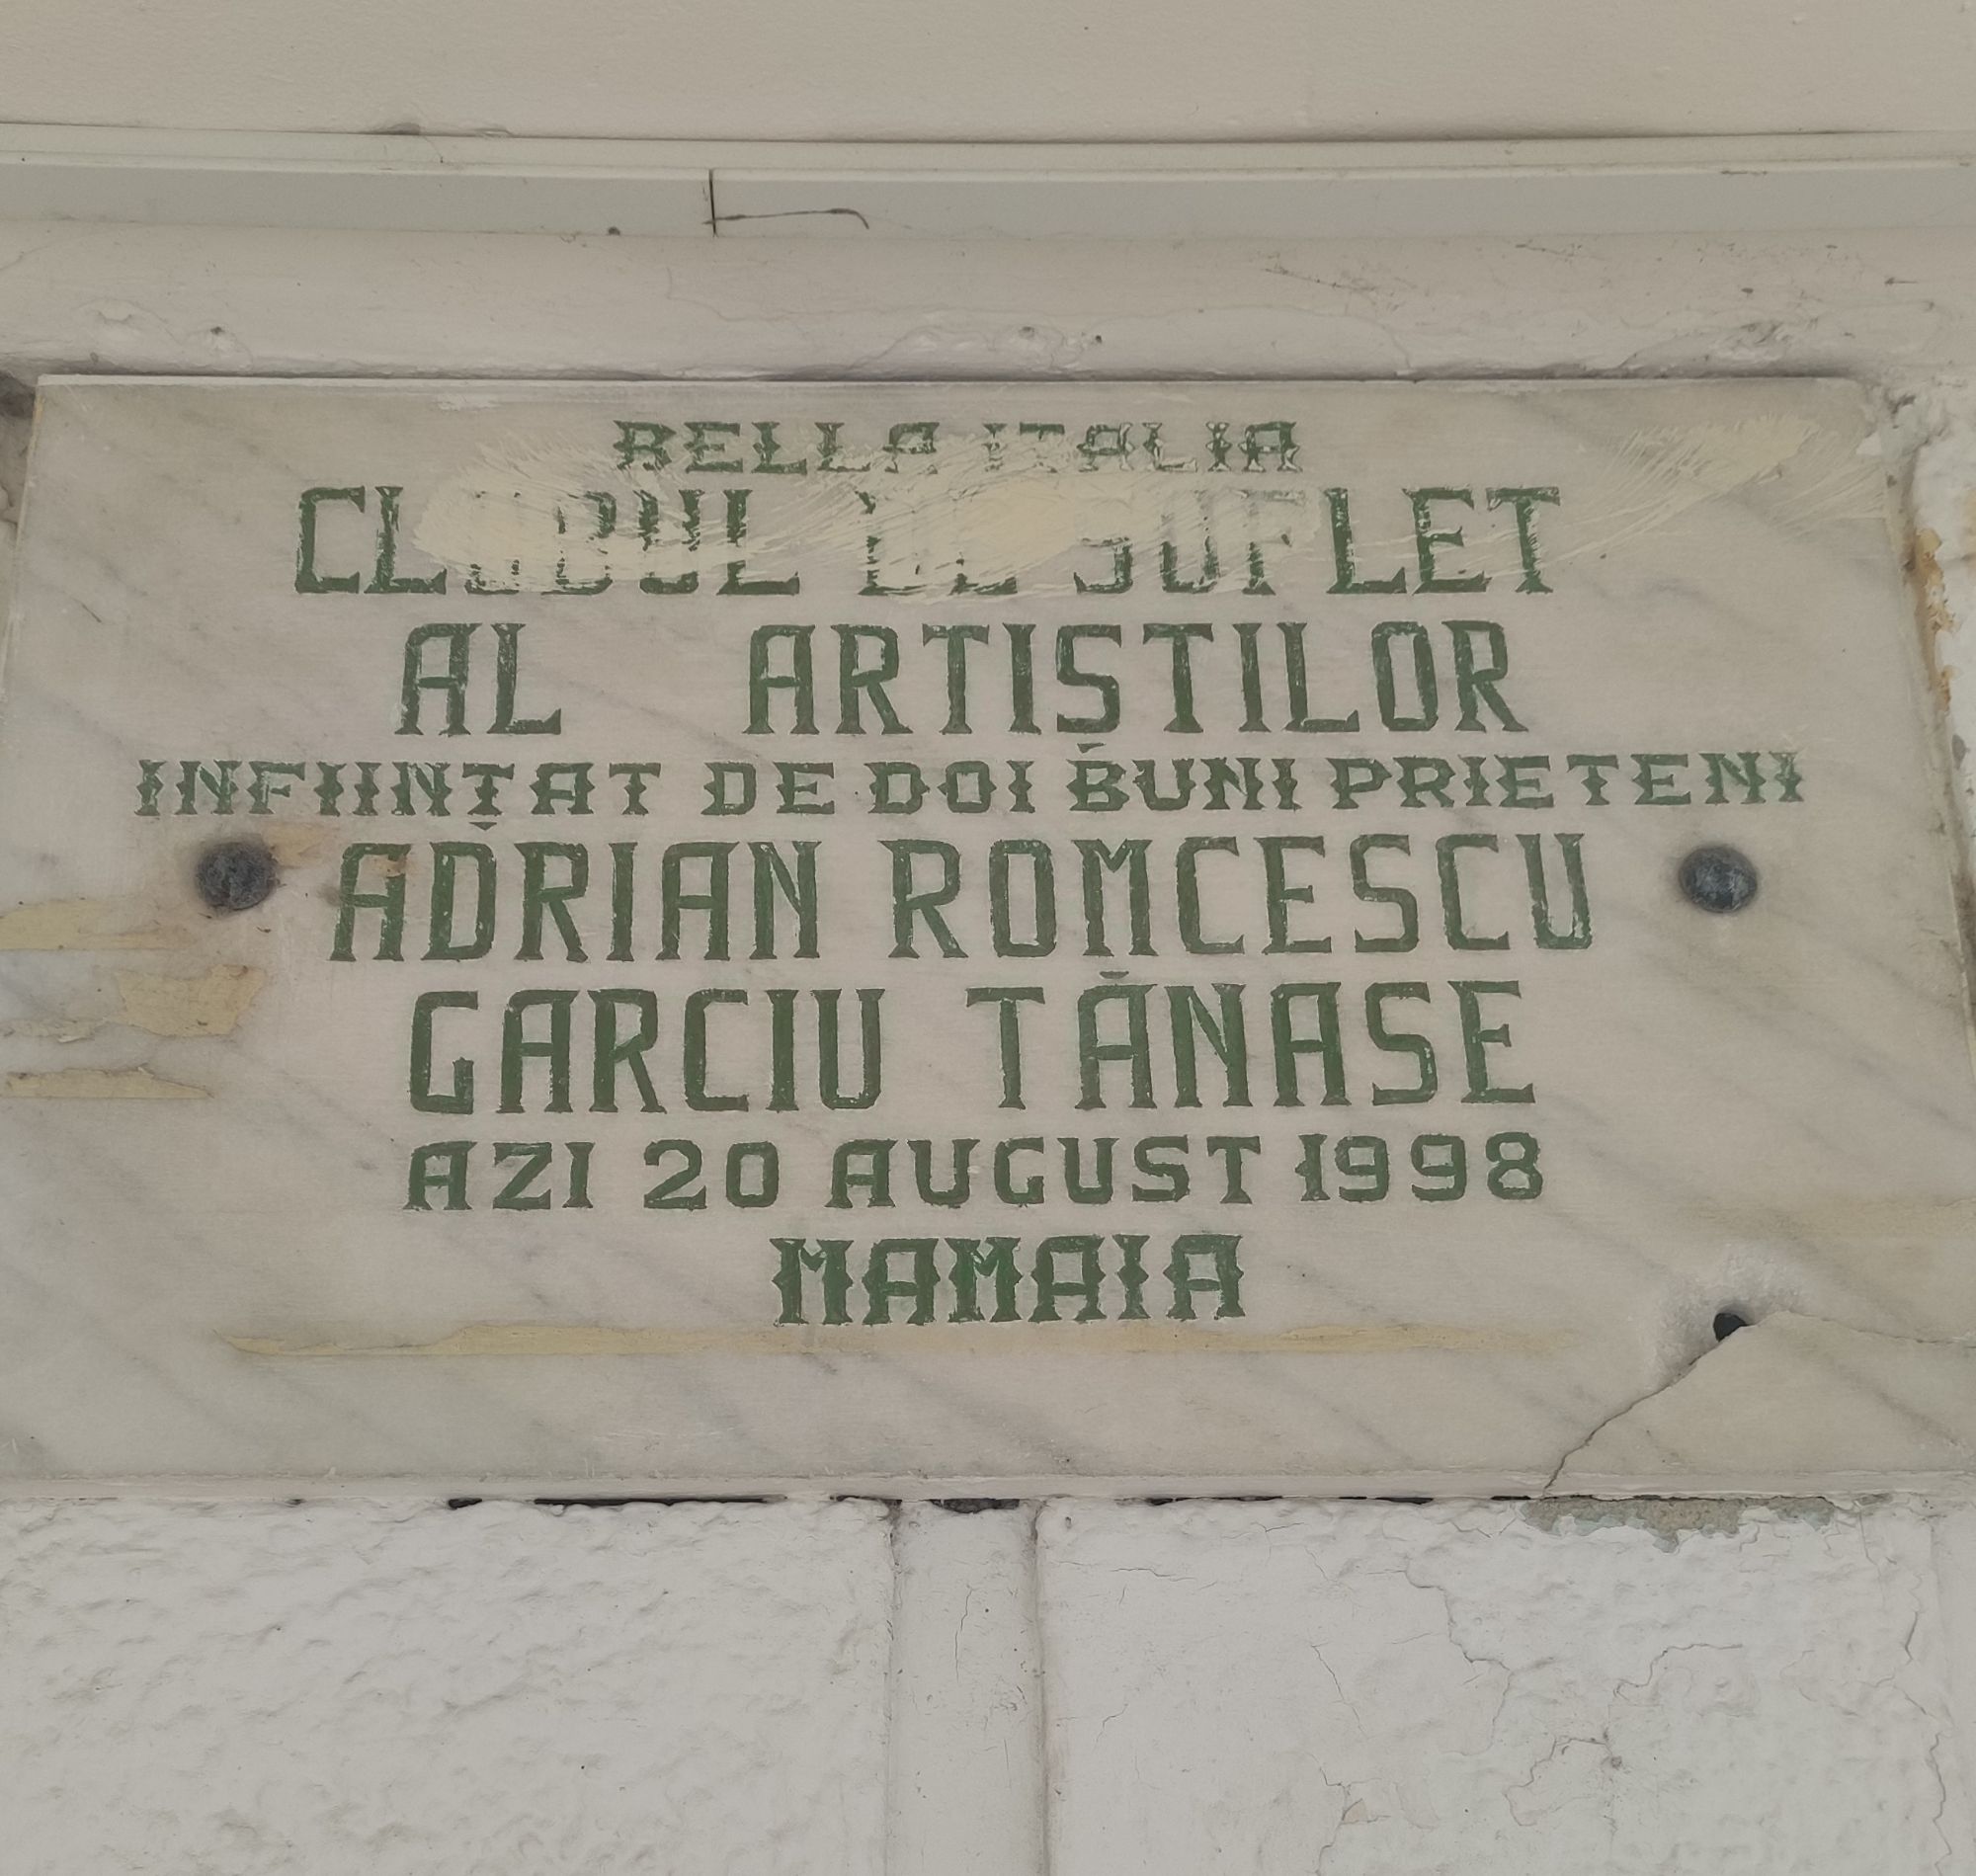 BELLA ITALIA
CLUBUL DE SUFLET
AL ARTIȘTILOR
INFIINȚAT DE DOI BUNI PRIETENI
ADRIAN ROMCESCU
GARCIU TĂNASE
AZI 20 AUGUST 1998
MAMAIA